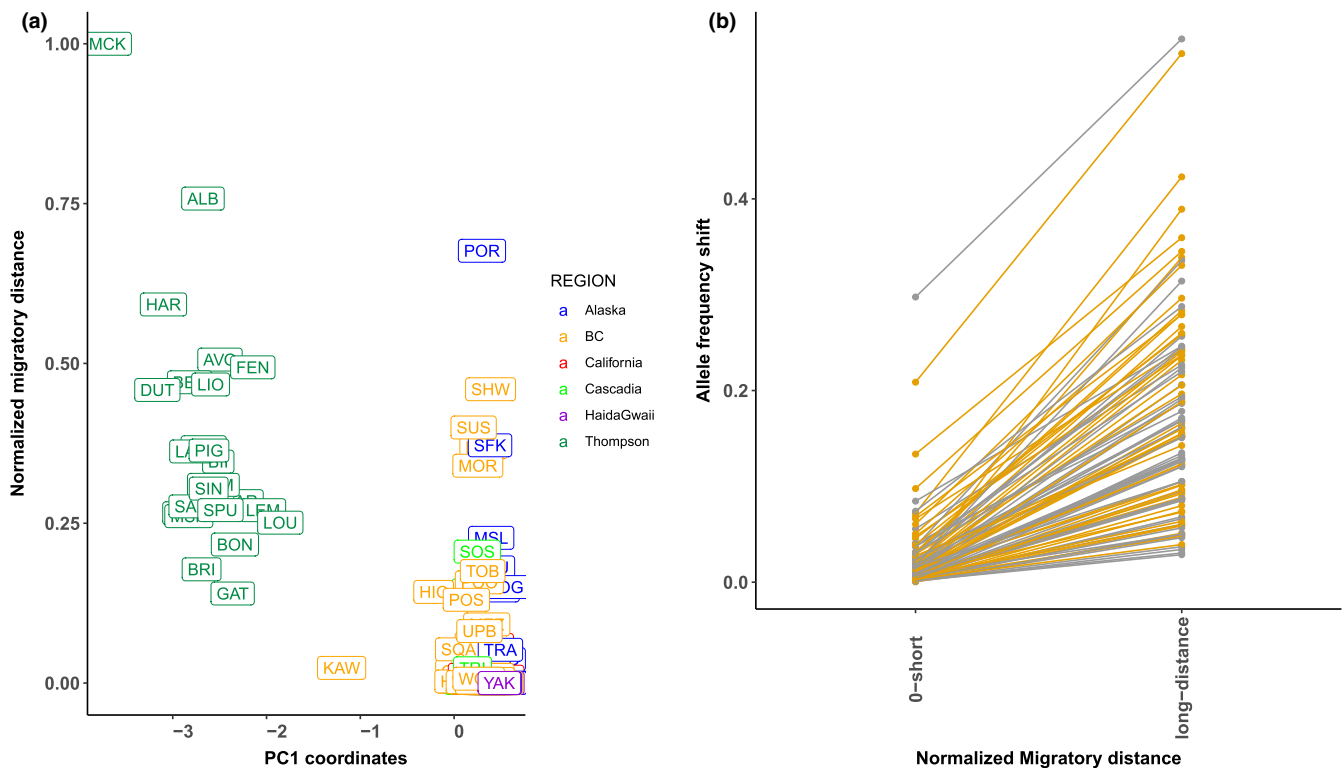 (a)
Normalized migratory distance
1.00
0.75
0.50
0.25
0.00
MCK
ALB
POR
HAR
AVO
FEN
DUT
LIO
SHW
SUS
SFK
PIG
MOR
SIN
SPU
LEM
LOU
MSL
BON
SOS
BRI
TOB
GAT
POS
UPB
SQA
TRA
KAW
YAK
−3
−2
−1
0
PC1 coordinates
REGION
a Alaska
a BC
a California
a Cascadia
a HaidaGwaii
a Thompson
(b)
Allele frequency shift
0.4
0.2
0.0
0−short
long−distance
Normalized Migratory distance